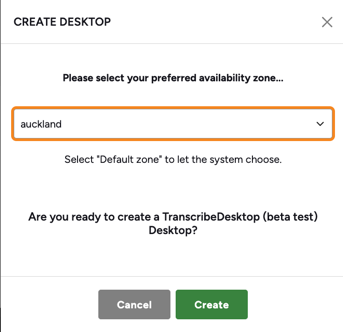 CREATE DESKTOP
Please select your preferred availability zone...
auckland
Select "Default zone" to let the system choose.
Are you ready to create a TranscribeDesktop (beta test)
Desktop?
Cancel
Create